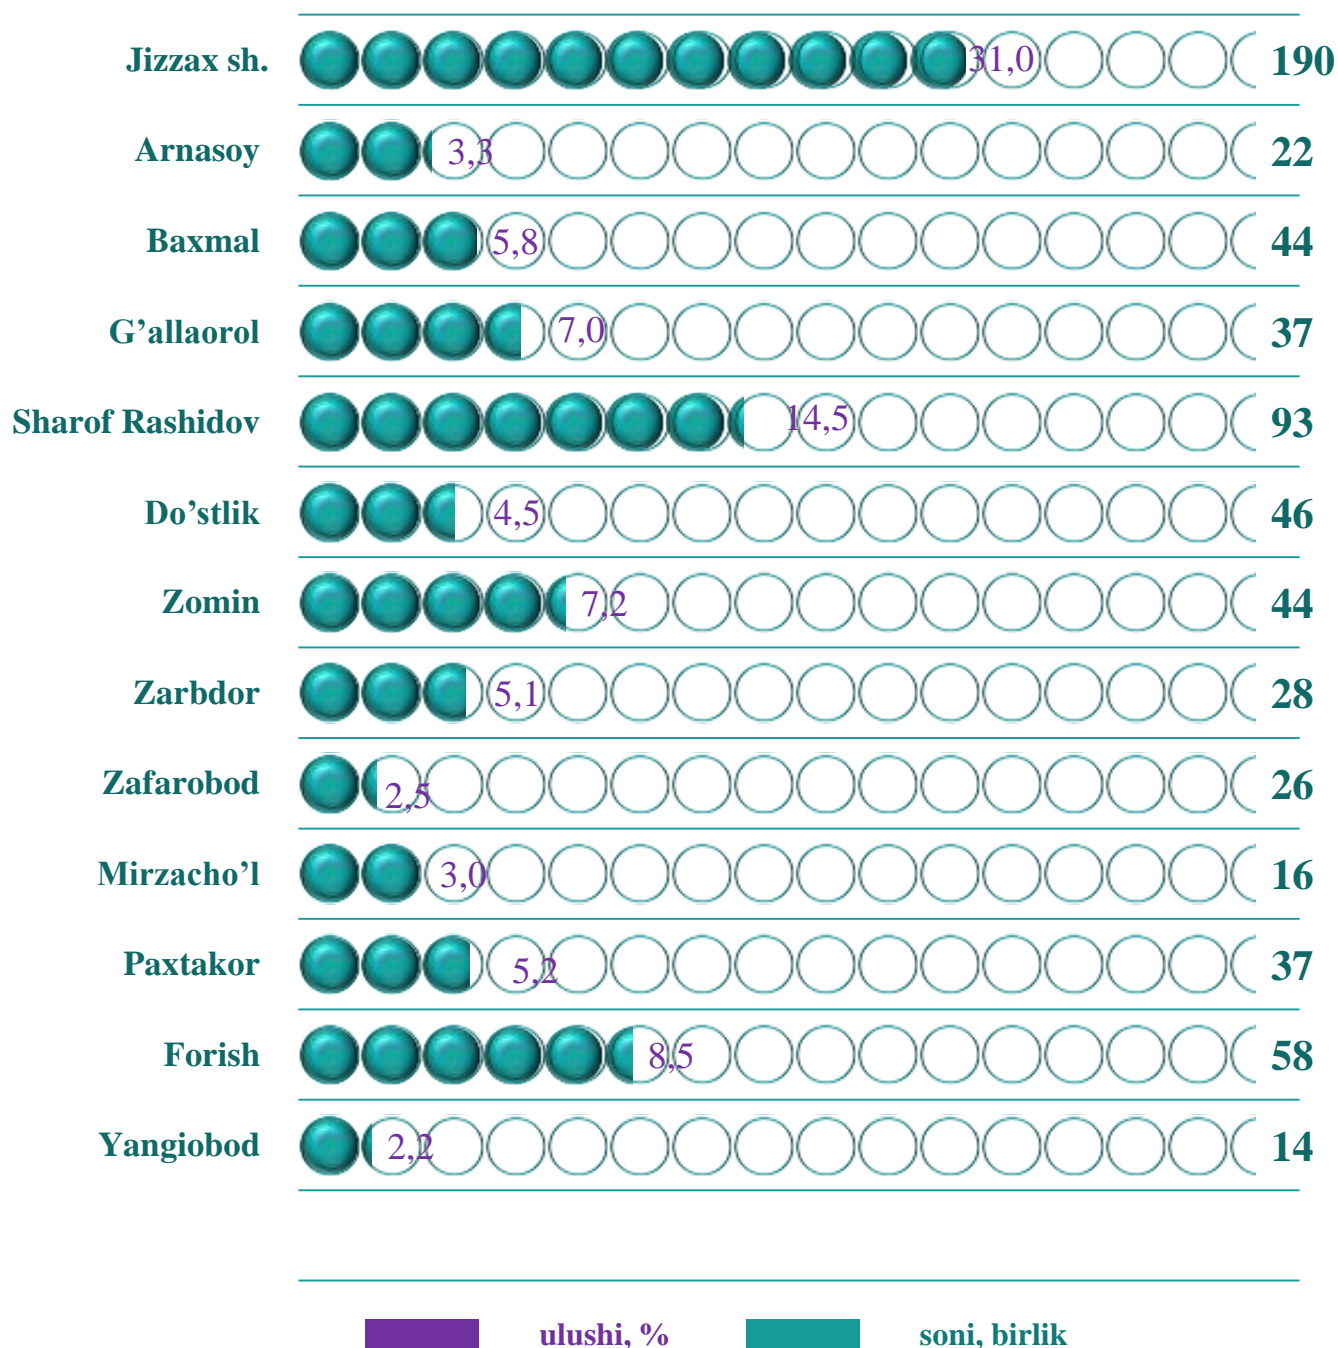 Jizzax sh. 31,0 190
Arnasoy 3,3 22
Baxmal 5,8 44
G’allaorol 7,0 37
Sharof Rashidov 14,5 93
Do’stlik 4,5 46
Zomin 7,2 44
Zarbdor 5,1 28
Zafarobod 2,5 26
Mirzacho’l 3,0 16
Paxtakor 5,2 37
Forish 8,5 58
Yangiobod 2,2 14
ulushi, % soni, birlik